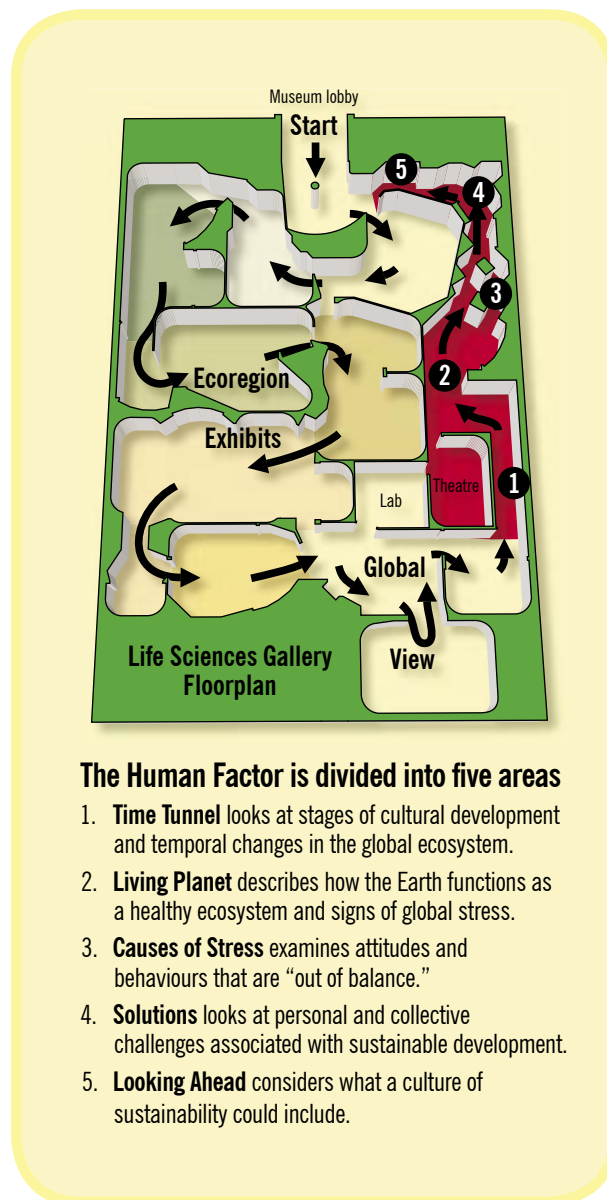 Museum lobby
Start
5
4
3
2
Ecoregion
Exhibits
1
Theatre
Lab
Global
View
Life Sciences Gallery
Floorplan
The Human Factor is divided into five areas
1. Time Tunnel looks at stages of cultural development
and temporal changes in the global ecosystem.
2. Living Planet describes how the Earth functions as
a healthy ecosystem and signs of global stress.
3. Causes of Stress examines attitudes and
behaviours that are “out of balance.”
4. Solutions looks at personal and collective
challenges associated with sustainable development.
5. Looking Ahead considers what a culture of
sustainability could include.